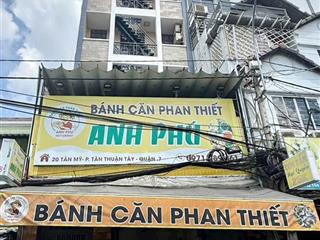 BÁNH CĂN PHAN THIẾT
ANH PHÚ
20 TÂN MỸ-P. TÂN THUẬN TÂY - QUẬN .7
BÁNH CĂN PHAN THIẾT